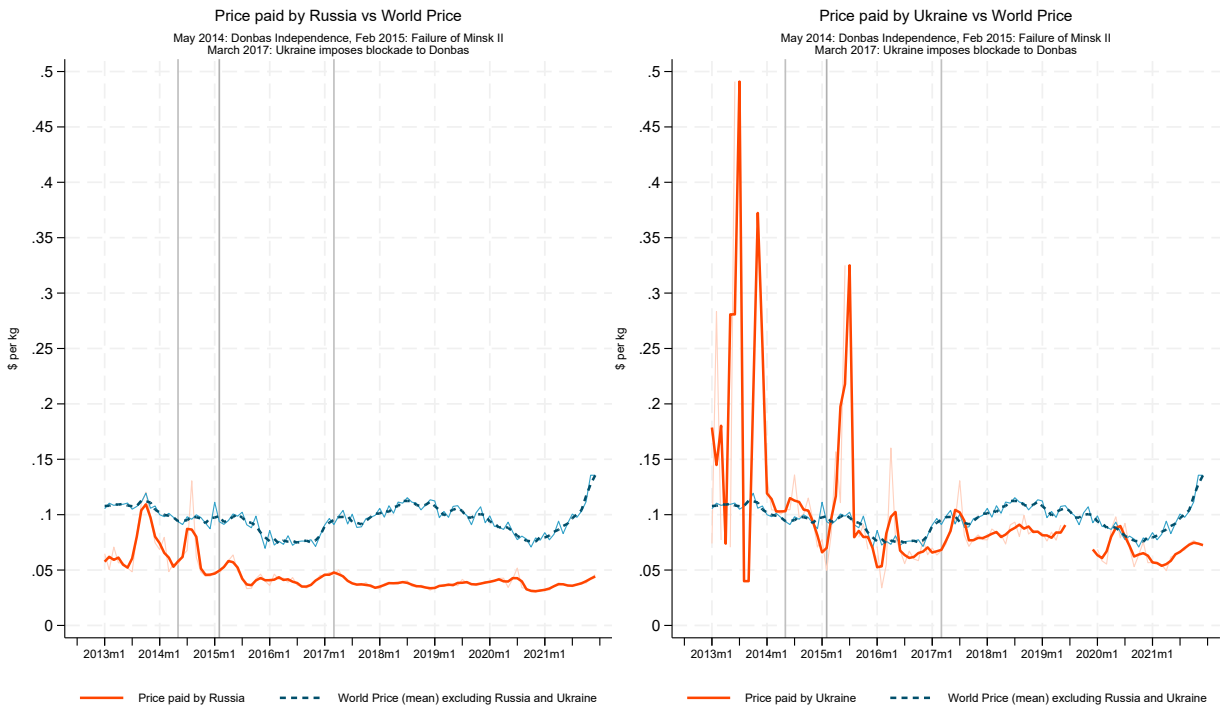 Price paid by Russia vs World Price
May 2014: Donbas Independence, Feb 2015: Failure of Minsk II
March 2017: Ukraine imposes blockade to Donbas
$ per kg
.5
.45
.4
.35
.3
.25
.2
.15
.1
.05
0
2013m1 2014m1 2015m1 2016m1 2017m1 2018m1 2019m1 2020m1 2021m1
Price paid by Russia
World Price (mean) excluding Russia and Ukraine
Price paid by Ukraine vs World Price
May 2014: Donbas Independence, Feb 2015: Failure of Minsk II
March 2017: Ukraine imposes blockade to Donbas
$ per kg
.5
.45
.4
.35
.3
.25
.2
.15
.1
.05
0
2013m1 2014m1 2015m1 2016m1 2017m1 2018m1 2019m1 2020m1 2021m1
Price paid by Ukraine
World Price (mean) excluding Russia and Ukraine